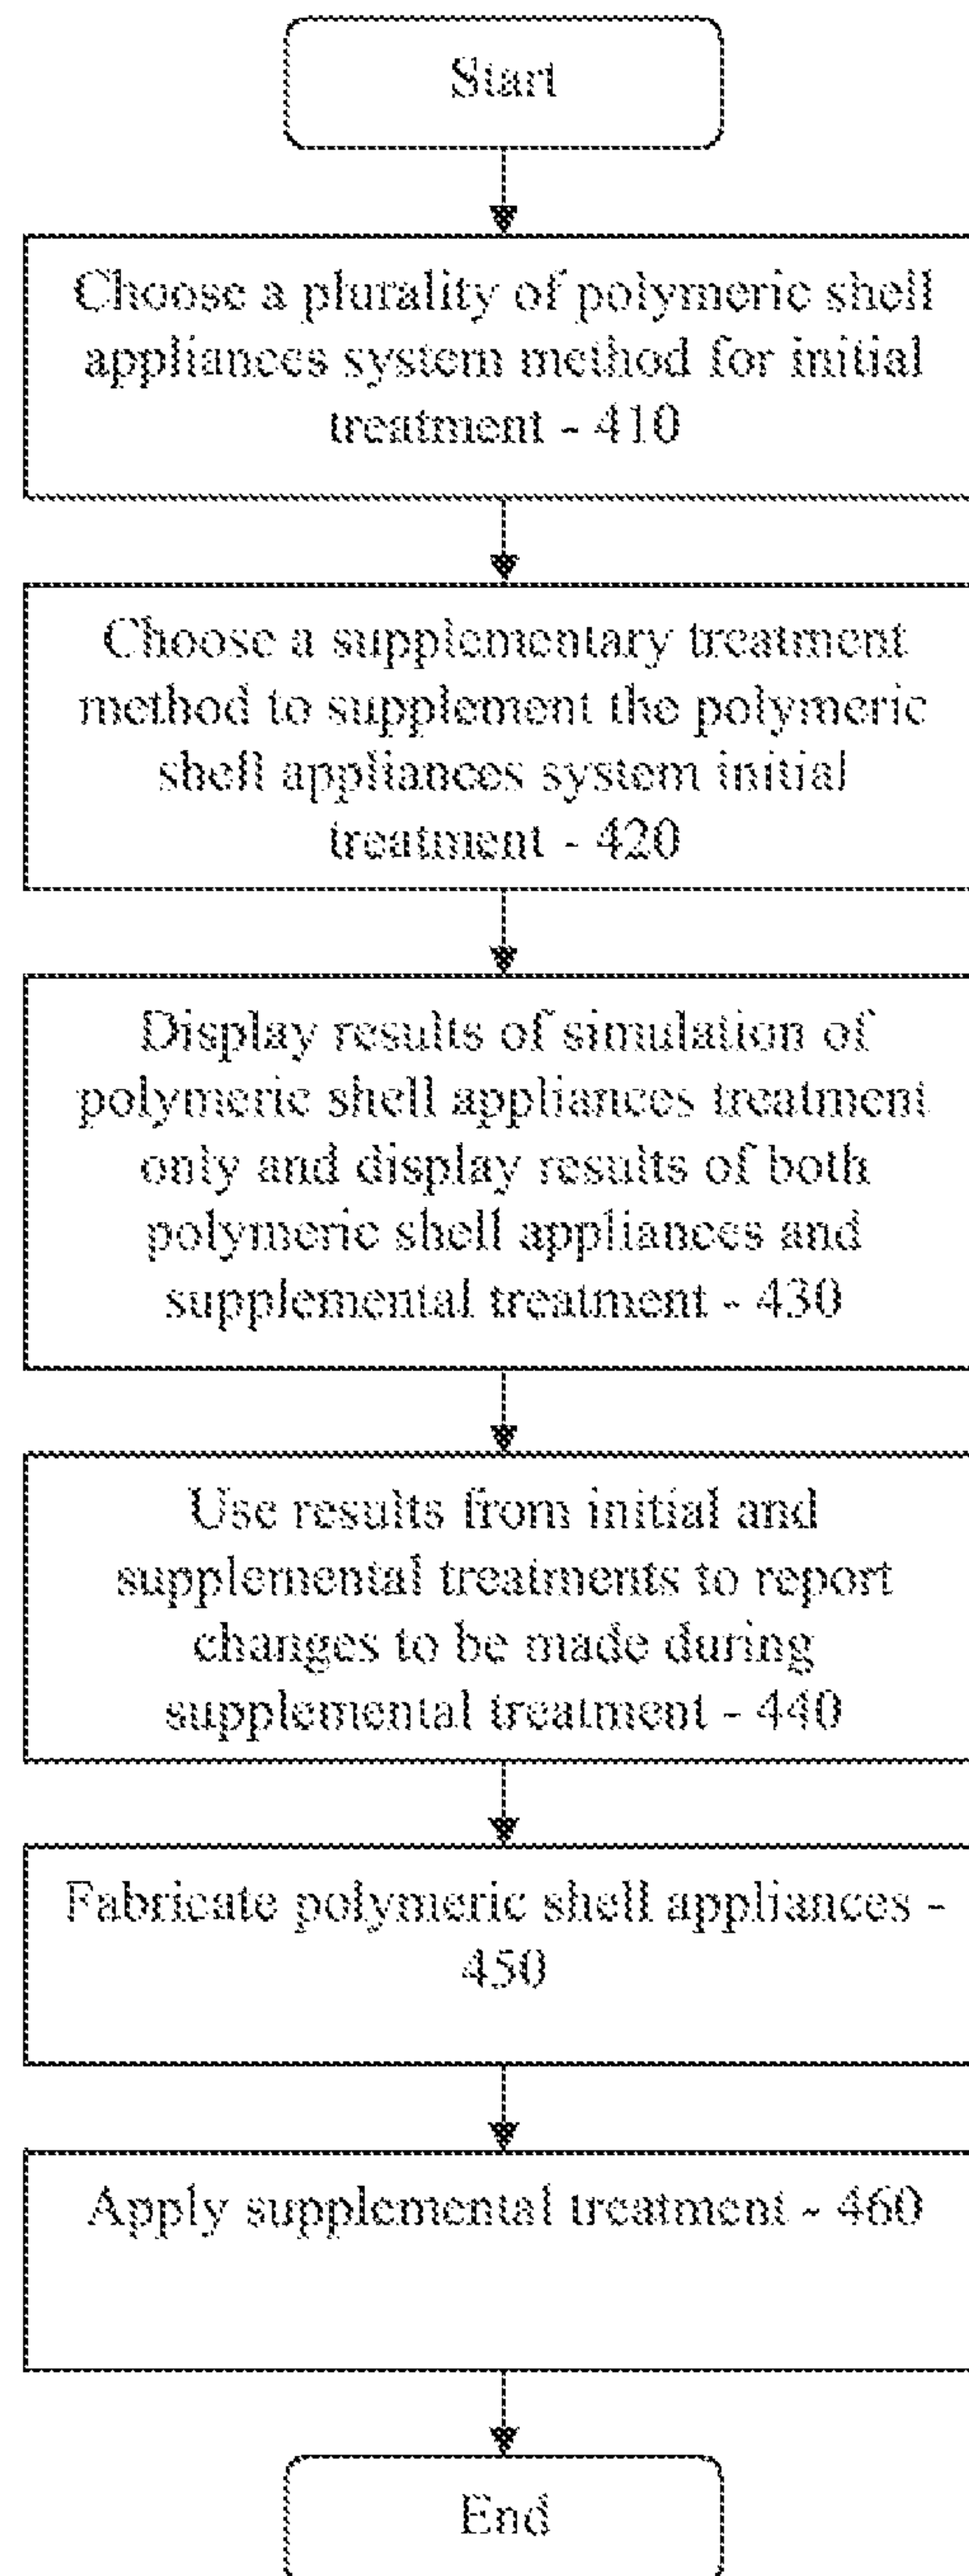 Start
Choose a plurality of polymeric shell
appliances system method for initial
treatment - 410
Choose a supplementary treatment
method to supplement the polymeric
shell appliances system initial
treatment - 420
Display results of simulation of
polymeric shell appliances treatment
only and display results of both
polymeric shell appliances and
supplemental treatment - 430
Use results from initial and
supplemental treatments to report
changes to be made during
supplemental treatment - 440
Fabricate polymeric shell appliances -
450
Apply supplemental treatment - 460
End